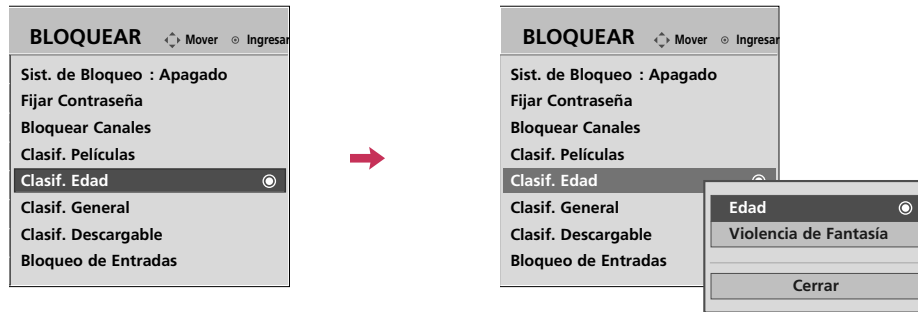 BLOQUEAR Mover Ingresar
Sist. de Bloqueo : Apagado
Fijar Contraseña
Bloquear Canales
Clasif. Películas
Clasif. Edad
Clasif. General
Clasif. Descargable
Bloqueo de Entradas
BLOQUEAR Mover Ingresar
Sist. de Bloqueo : Apagado
Fijar Contraseña
Bloquear Canales
Clasif. Películas
Clasif. Edad
Clasif. General
Clasif. Descargable
Bloqueo de Entradas
Edad
Violencia de Fantasía
Cerrar